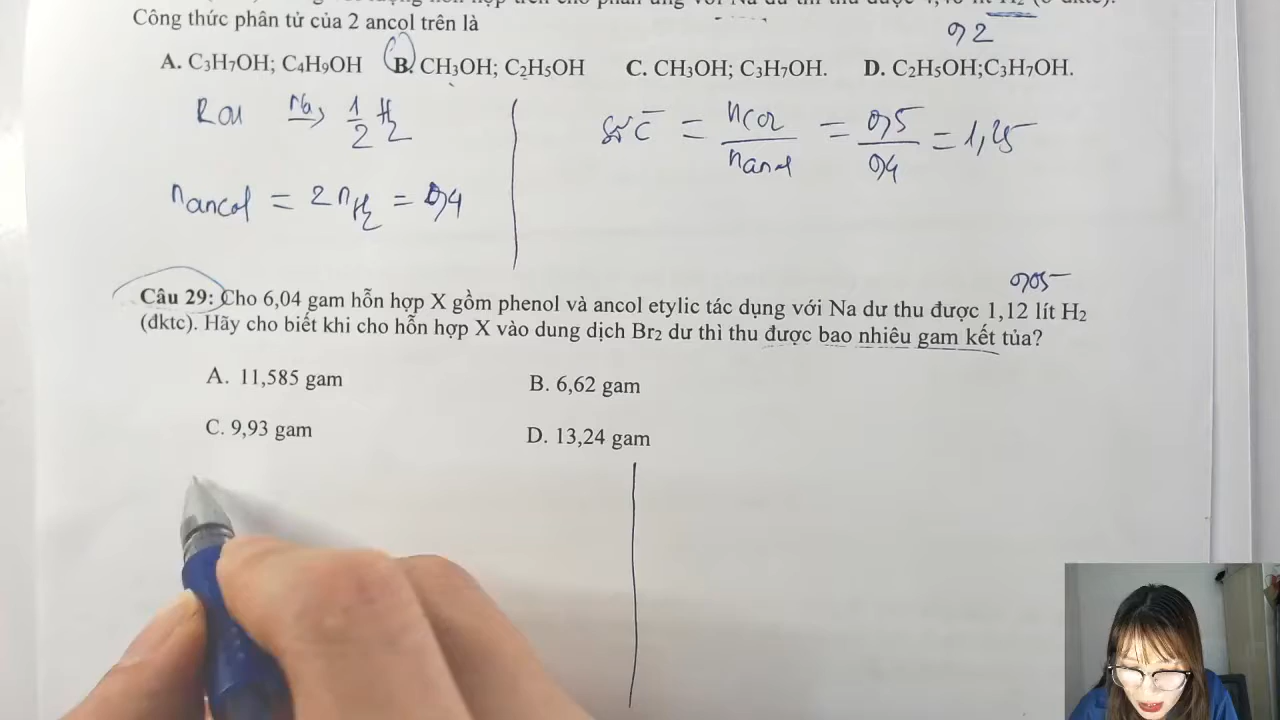 Công thức phân tử của 2 ancol trên là
0,2
A. C₃H₇OH; C₄H₉OH B. CH₃OH; C₂H₅OH C. CH₃OH; C₃H₇OH. D. C₂H₅OH;C₃H₇OH.
ROH Na→ 1/2 H₂
số C̅ = nCO2/nancol = 0,5/0,4 = 1,25
nancol = 2nH₂ = 0,4
0,05
Câu 29: Cho 6,04 gam hỗn hợp X gồm phenol và ancol etylic tác dụng với Na dư thu được 1,12 lít H₂
(đktc). Hãy cho biết khi cho hỗn hợp X vào dung dịch Br₂ dư thì thu được bao nhiêu gam kết tủa?
A. 11,585 gam B. 6,62 gam
C. 9,93 gam D. 13,24 gam